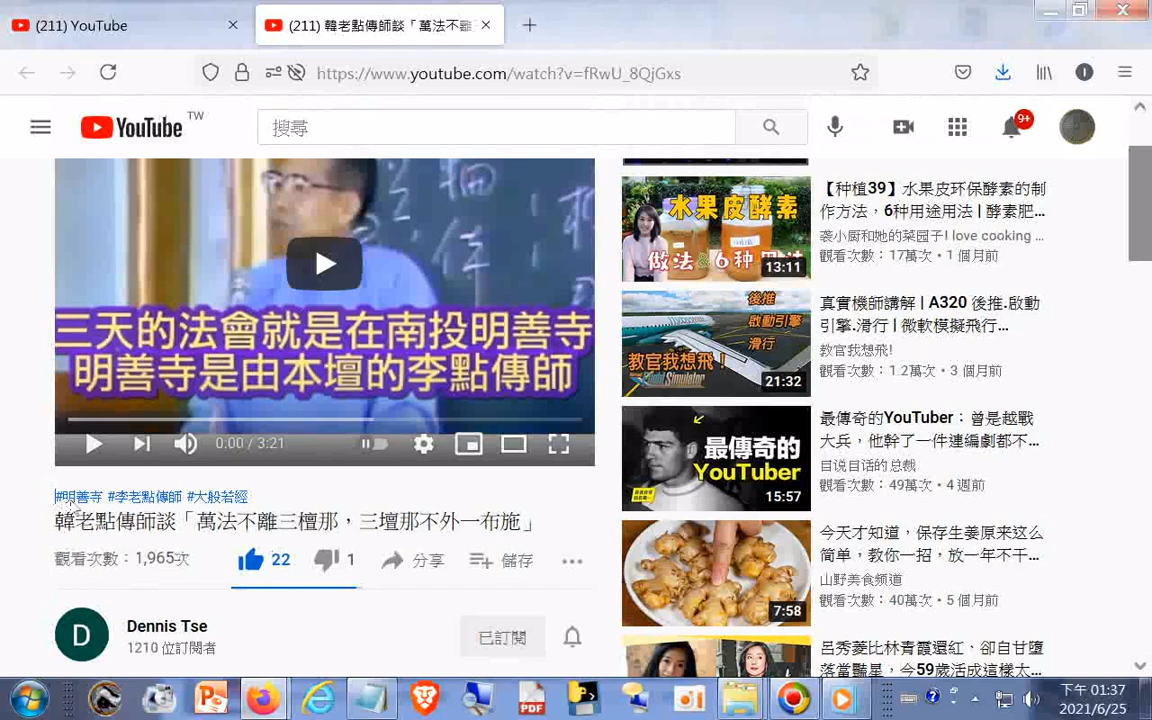 (211) YouTube
(211) 韓老點傳師談「萬法不離
https://www.youtube.com/watch?v=fRwU_8QjGxs
YouTube TW
搜尋
9+
三天的法會就是在南投明善寺
明善寺是由本壇的李點傳師
0:00 / 3:21
#明善寺 #李老點傳師 #大般若經
韓老點傳師談「萬法不離三檀那，三壇那不外一布施」
觀看次數：1,965次
22
1
分享
儲存
D
Dennis Tse
1210 位訂閱者
已訂閱
水果皮酵素
做法&6种用
13:11
【种植39】水果皮环保酵素的制
作方法，6种用途用法 | 酵素肥...
袭小厨和她的菜园子! love cooking ...
觀看次數：17萬次 • 1 個月前
後推
啟動引擎
滑行
教官我想飛！
Flight Simulator
21:32
真實機師講解 | A320 後推.啟動
引擎.滑行 | 微軟模擬飛行...
教官我想飛!
觀看次數：1.2萬次 • 3 個月前
最傳奇的
YouTuber
15:57
最傳奇的YouTuber：曾是越戰
大兵，他幹了一件連編劇都不...
自说自话的总裁
觀看次數：49萬次 • 4 週前
7:58
今天才知道，保存生姜原来这么
简单，教你一招，放一年不干...
山野美食频道
觀看次數：40萬次 • 5 個月前
呂秀菱比林青霞還紅，卻自甘墮
落當豔星，今59歲活成這樣太...
PDF
下午 01:37
2021/6/25